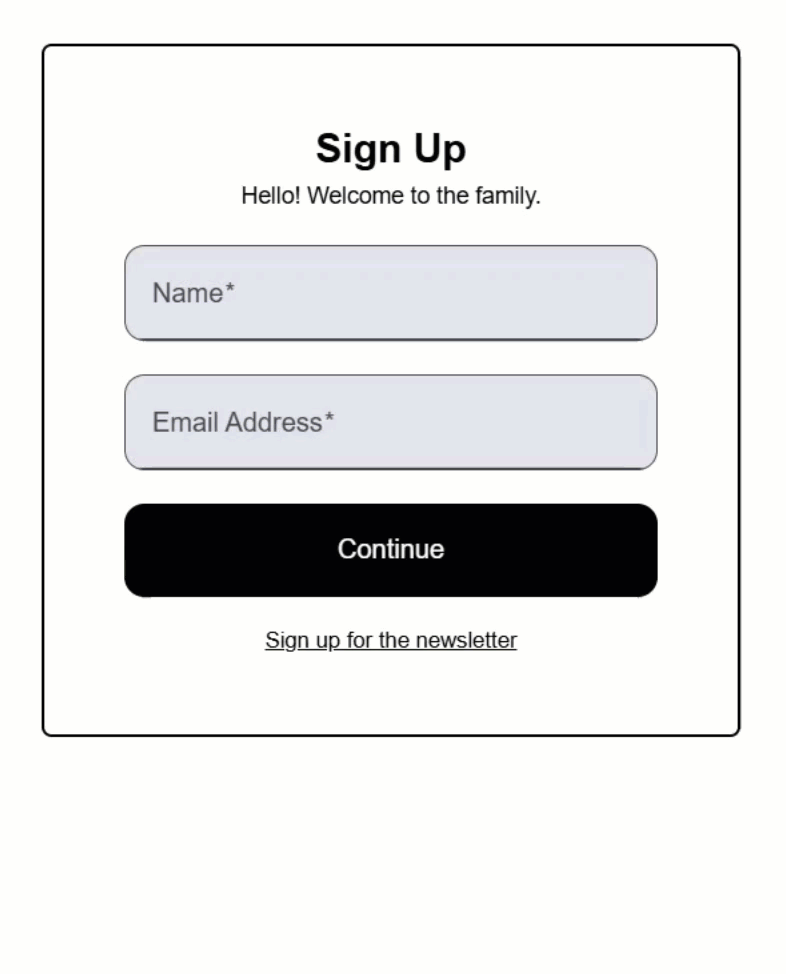 Sign Up
Hello! Welcome to the family.
Name*
Email Address*
Continue
Sign up for the newsletter